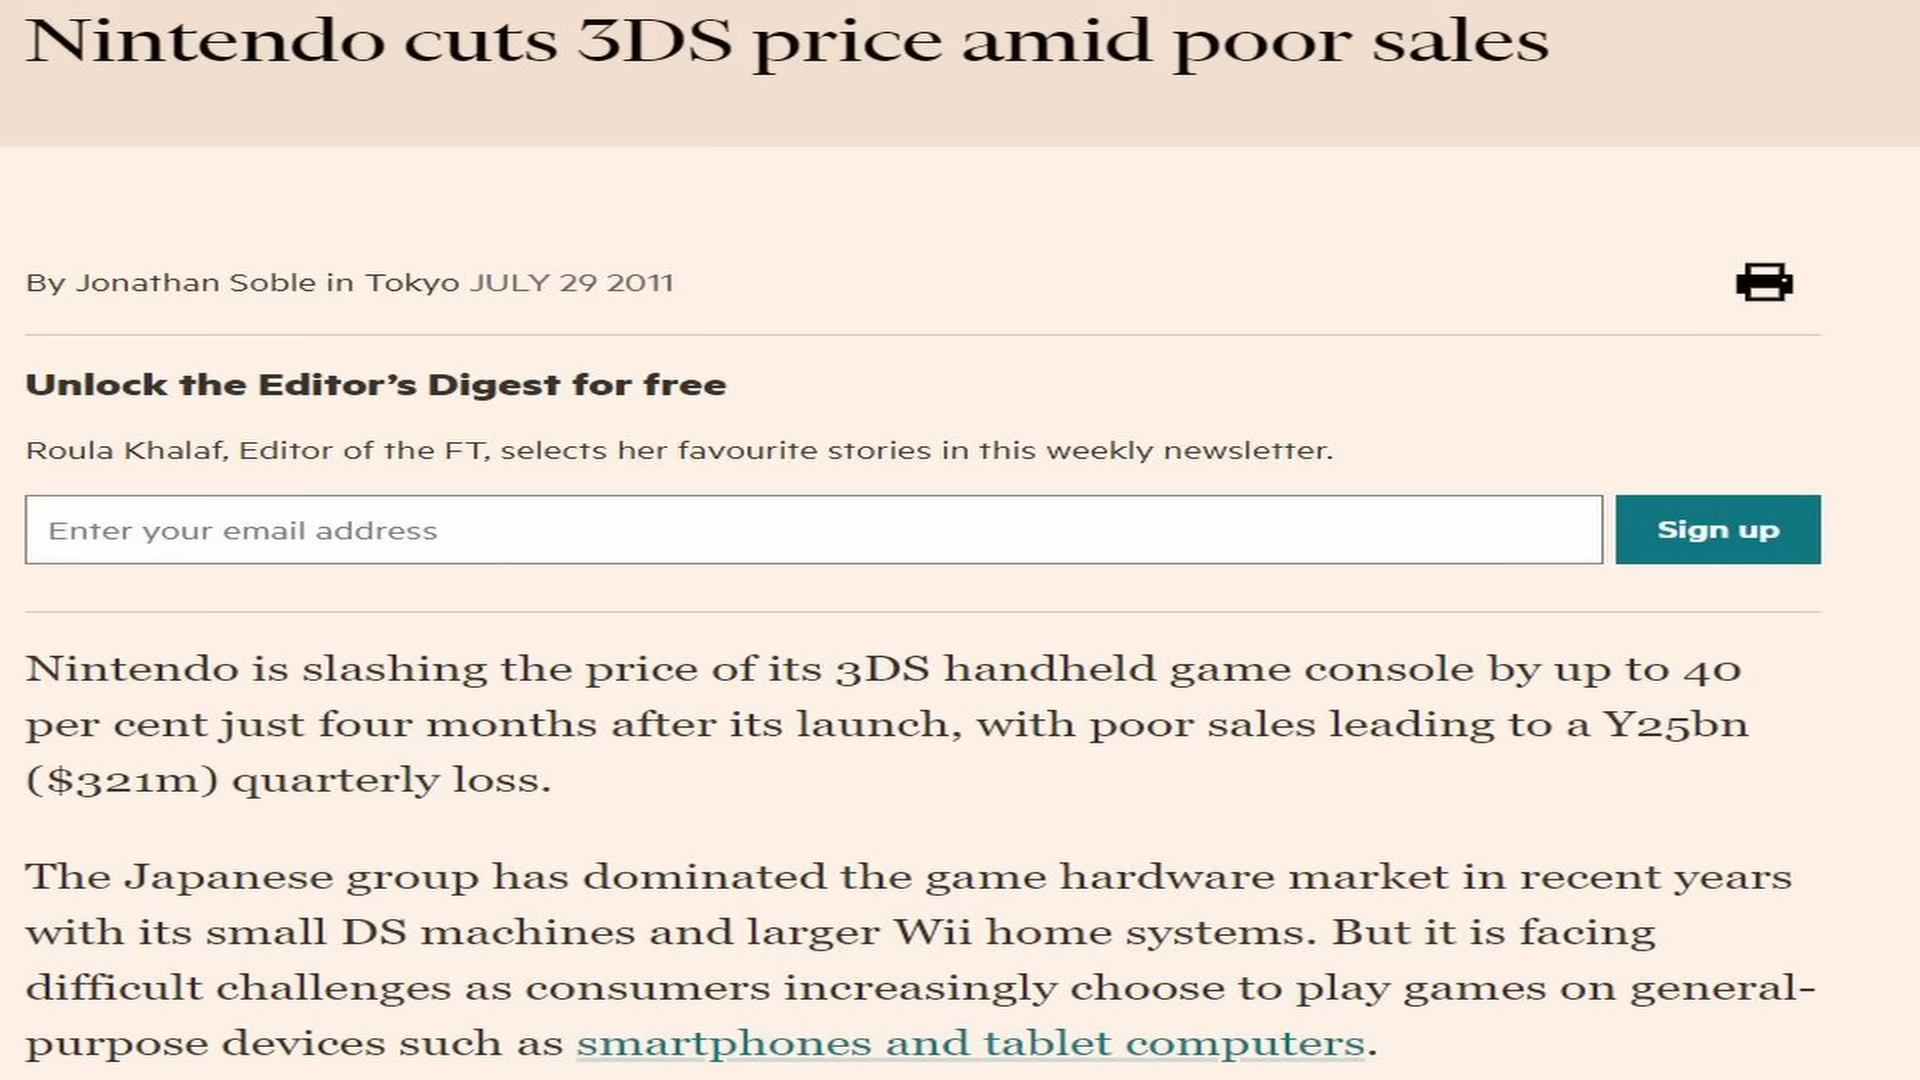 Nintendo cuts 3DS price amid poor sales
By Jonathan Soble in Tokyo JULY 29 2011
Unlock the Editor’s Digest for free
Roula Khalaf, Editor of the FT, selects her favourite stories in this weekly newsletter.
Enter your email address
Sign up
Nintendo is slashing the price of its 3DS handheld game console by up to 40
per cent just four months after its launch, with poor sales leading to a Y25bn
($321m) quarterly loss.
The Japanese group has dominated the game hardware market in recent years
with its small DS machines and larger Wii home systems. But it is facing
difficult challenges as consumers increasingly choose to play games on general-
purpose devices such as smartphones and tablet computers.